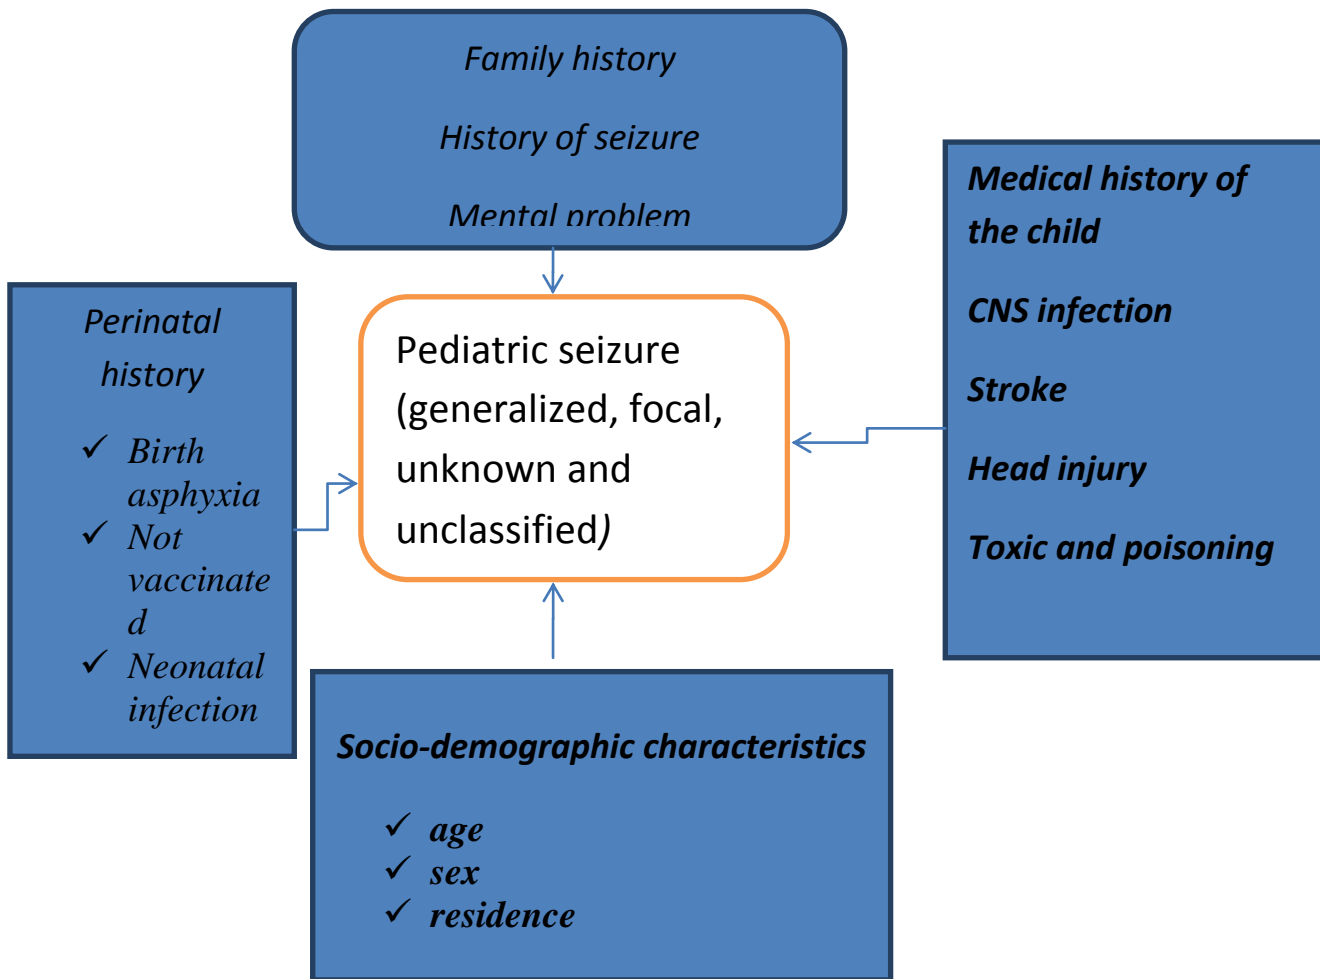 Family history
History of seizure
Mental problem
Medical history of
the child
CNS infection
Stroke
Head injury
Toxic and poisoning
Perinatal
history
✓ Birth
asphyxia
✓ Not
vaccinate
d
✓ Neonatal
infection
Pediatric seizure
(generalized, focal,
unknown and
unclassified)
Socio-demographic characteristics
✓ age
✓ sex
✓ residence